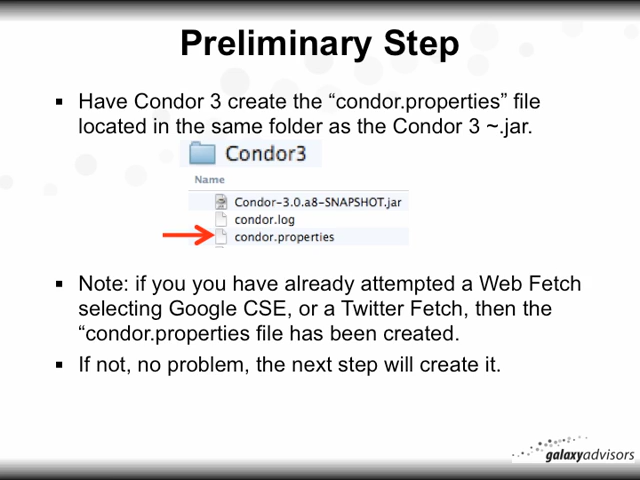 Preliminary Step
▪ Have Condor 3 create the “condor.properties” file
located in the same folder as the Condor 3 ~.jar.
Condor3
Name
Condor-3.0.a8-SNAPSHOT.jar
condor.log
condor.properties
▪ Note: if you you have already attempted a Web Fetch
selecting Google CSE, or a Twitter Fetch, then the
“condor.properties file has been created.
▪ If not, no problem, the next step will create it.
galaxyadvisors